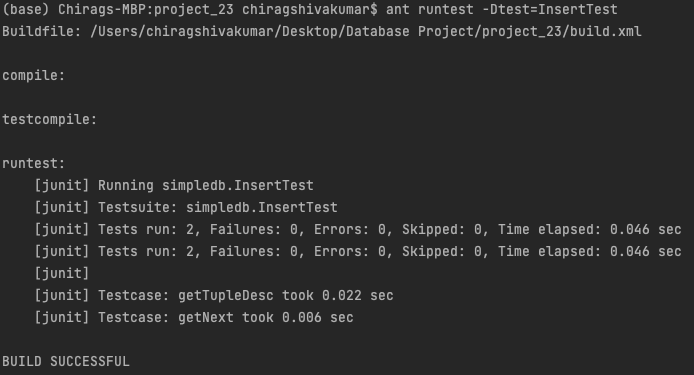 (base) Chirags-MBP:project_23 chiragshivakumar$ ant runtest -Dtest=InsertTest
Buildfile: /Users/chiragshivakumar/Desktop/Database Project/project_23/build.xml
compile:
testcompile:
runtest:
[junit] Running simpledb.InsertTest
[junit] Testsuite: simpledb.InsertTest
[junit] Tests run: 2, Failures: 0, Errors: 0, Skipped: 0, Time elapsed: 0.046 sec
[junit] Tests run: 2, Failures: 0, Errors: 0, Skipped: 0, Time elapsed: 0.046 sec
[junit]
[junit] Testcase: getTupleDesc took 0.022 sec
[junit] Testcase: getNext took 0.006 sec
BUILD SUCCESSFUL